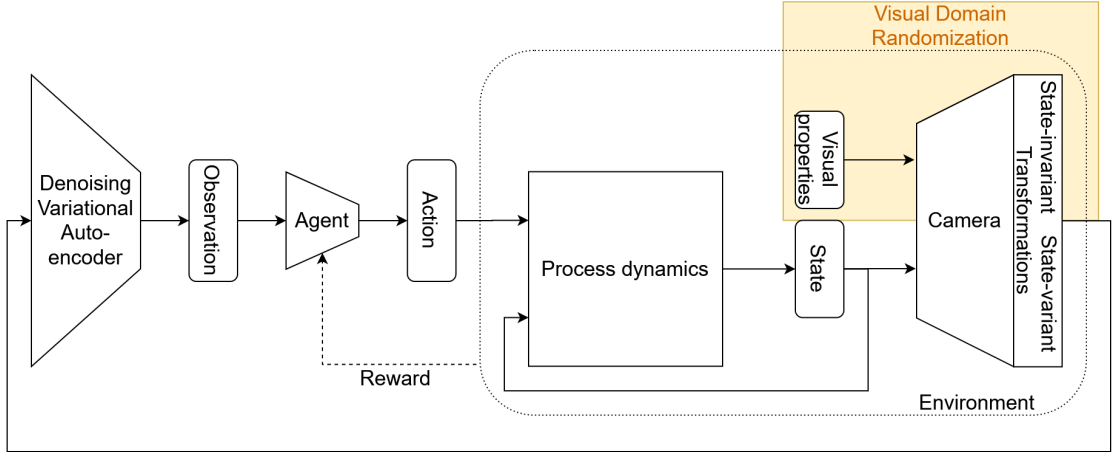 Visual Domain
Randomization
Denoising
Variational
Auto-
encoder
Observation
Agent
Action
Reward
Process dynamics
Visual
properties
State
Camera
State-invariant State-variant
Transformations
Environment